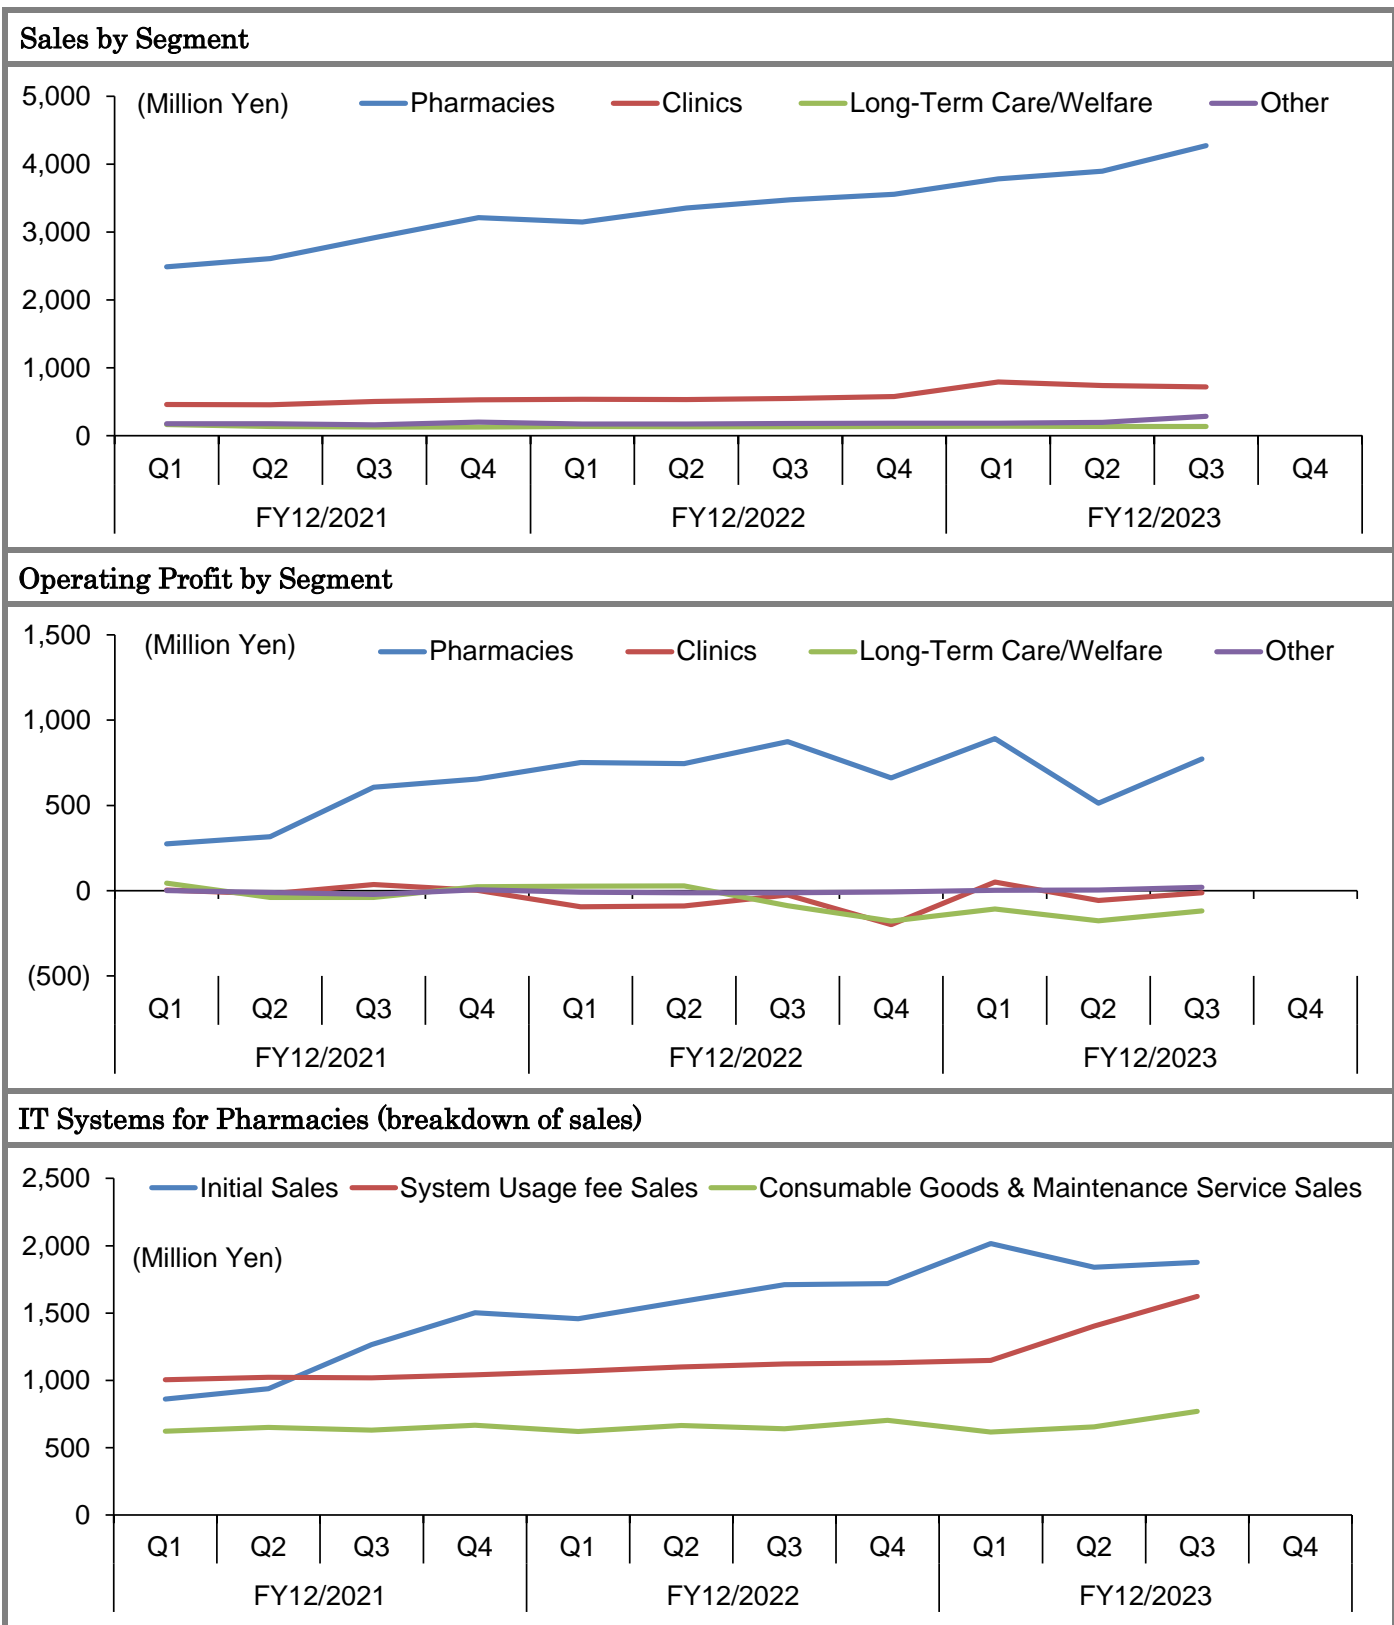 Sales by Segment
(Million Yen) Pharmacies Clinics Long-Term Care/Welfare Other
5,000
4,000
3,000
2,000
1,000
0
Q1 Q2 Q3 Q4 Q1 Q2 Q3 Q4 Q1 Q2 Q3 Q4
FY12/2021 FY12/2022 FY12/2023
Operating Profit by Segment
(Million Yen) Pharmacies Clinics Long-Term Care/Welfare Other
1,500
1,000
500
0
(500)
Q1 Q2 Q3 Q4 Q1 Q2 Q3 Q4 Q1 Q2 Q3 Q4
FY12/2021 FY12/2022 FY12/2023
IT Systems for Pharmacies (breakdown of sales)
Initial Sales System Usage fee Sales Consumable Goods & Maintenance Service Sales
(Million Yen)
2,500
2,000
1,500
1,000
500
0
Q1 Q2 Q3 Q4 Q1 Q2 Q3 Q4 Q1 Q2 Q3 Q4
FY12/2021 FY12/2022 FY12/2023